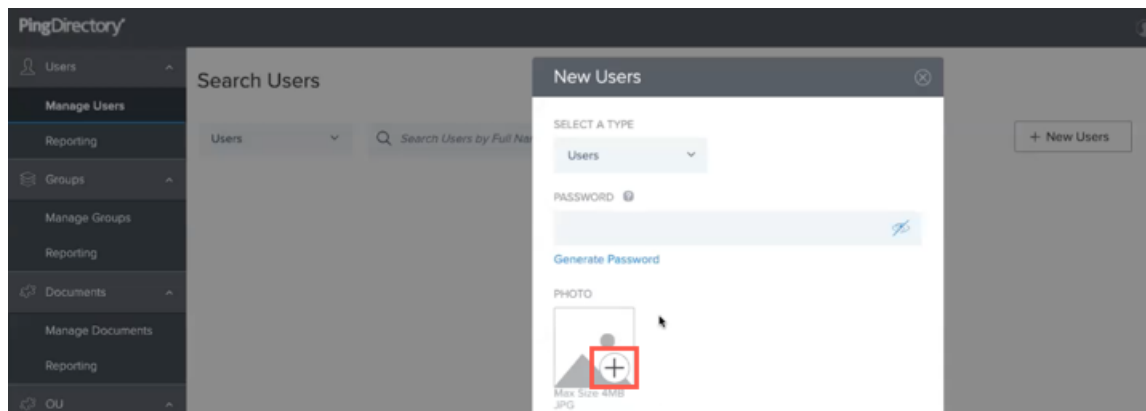 PingDirectory
Users
Manage Users
Reporting
Groups
Manage Groups
Reporting
Documents
Manage Documents
Reporting
OU
Search Users
Users
Search Users by Full Nar
+ New Users
New Users
SELECT A TYPE
Users
PASSWORD
Generate Password
PHOTO
Max Size 4MB
JPG